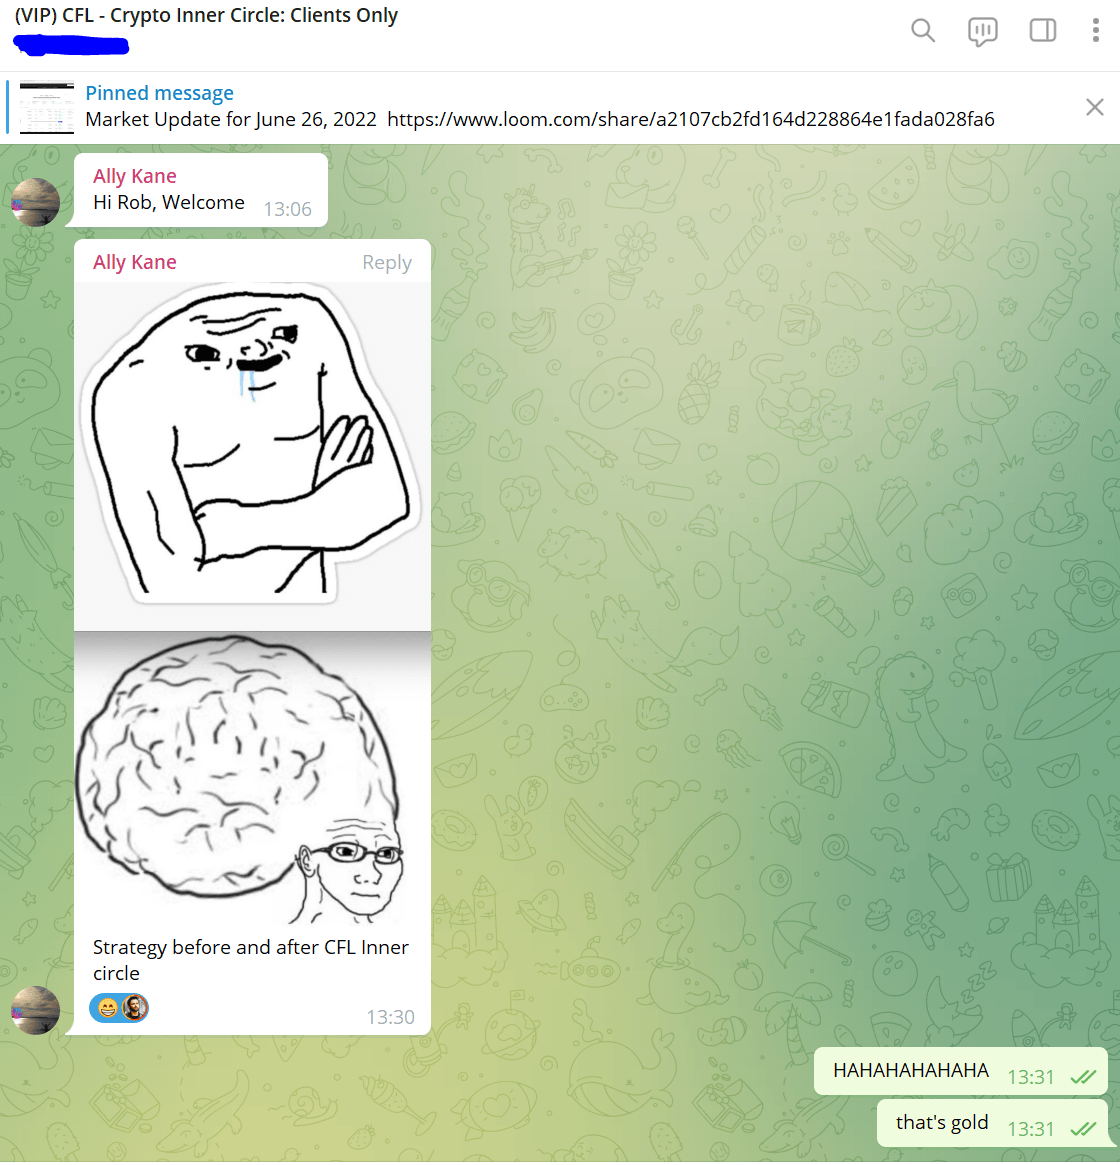 (VIP) CFL - Crypto Inner Circle: Clients Only
Pinned message
Market Update for June 26, 2022 https://www.loom.com/share/a2107cb2fd164d228864e1fada028fa6
Ally Kane
Hi Rob, Welcome 13:06
Ally Kane Reply
Strategy before and after CFL Inner
circle
13:30
HAHAHAHAHAHA 13:31
that's gold 13:31